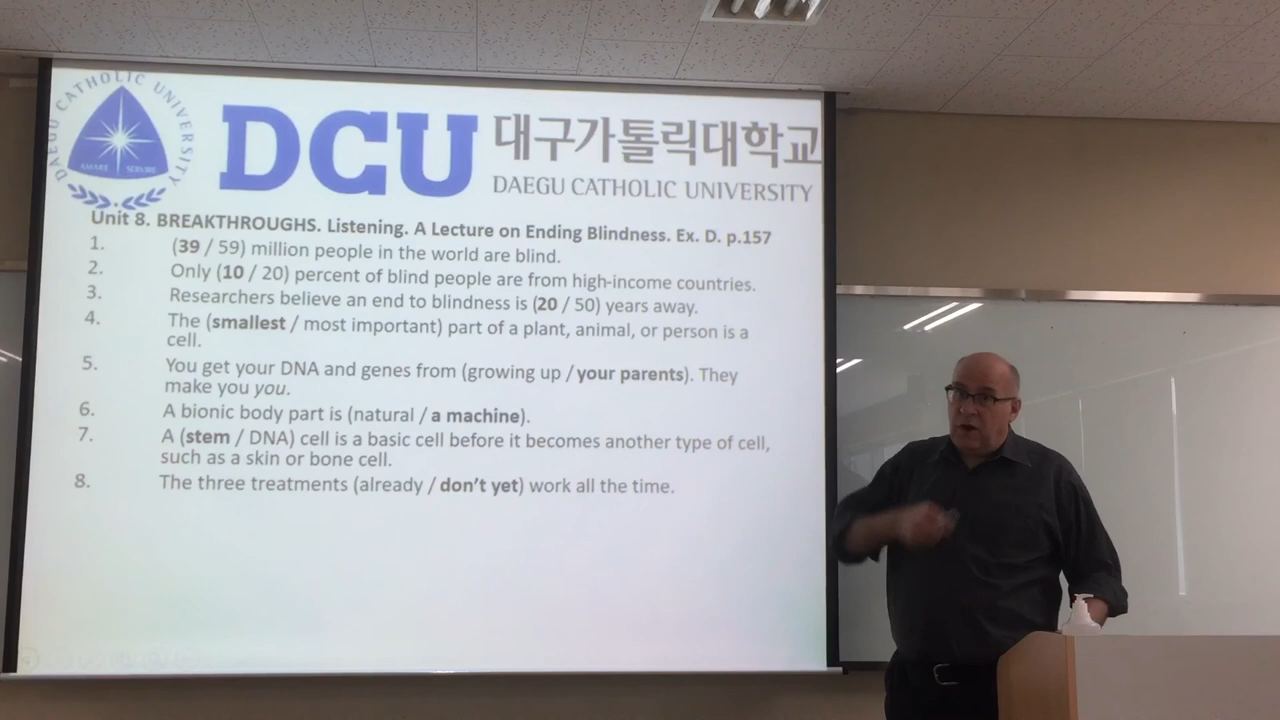 DAEGU CATHOLIC UNIVERSITY
AMARE SERVIRE
DCU 대구가톨릭대학교
DAEGU CATHOLIC UNIVERSITY
Unit 8. BREAKTHROUGHS. Listening. A Lecture on Ending Blindness. Ex. D. p.157
1. (39 / 59) million people in the world are blind.
2. Only (10 / 20) percent of blind people are from high-income countries.
3. Researchers believe an end to blindness is (20 / 50) years away.
4. The (smallest / most important) part of a plant, animal, or person is a
cell.
5. You get your DNA and genes from (growing up / your parents). They
make you you.
6. A bionic body part is (natural / a machine).
7. A (stem / DNA) cell is a basic cell before it becomes another type of cell,
such as a skin or bone cell.
8. The three treatments (already / don't yet) work all the time.